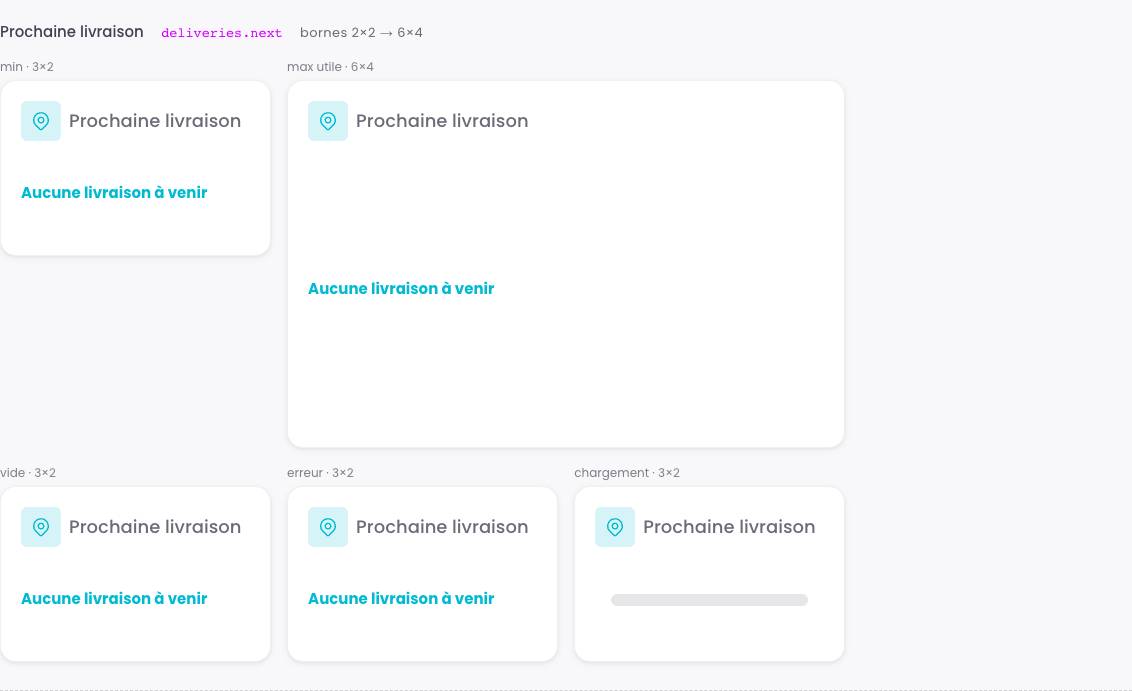 Prochaine livraison deliveries.next bornes 2×2 → 6×4
min · 3×2
max utile · 6×4
Prochaine livraison
Prochaine livraison
Aucune livraison à venir
Aucune livraison à venir
vide · 3×2
erreur · 3×2
chargement · 3×2
Prochaine livraison
Prochaine livraison
Prochaine livraison
Aucune livraison à venir
Aucune livraison à venir